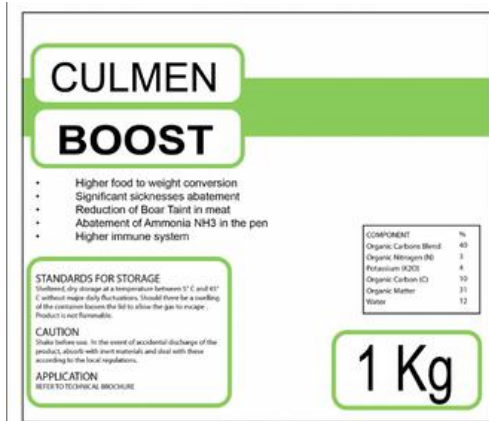 CULMEN
BOOST
• Higher food to weight conversion
• Significant sicknesses abatement
• Reduction of Boar Taint in meat
• Abatement of Ammonia NH3 in the pen
• Higher immune system
COMPONENT %
Organic Carbons Blend 40
Organic Nitrogen (N) 3
Potassium (K2O) 4
Organic Carbon (C) 10
Organic Matter 31
Water 12
STANDARDS FOR STORAGE
Sheltered, dry storage at a temperature between 5° C and 45°
C without major daily fluctuations. Should there be a swelling
of the container loosen the lid to allow the gas to escape.
Product is not flammable.
CAUTION
Shake before use. In the event of accidental discharge of the
product, absorb with inert materials and deal with these
according to the local regulations.
APPLICATION
REFER TO TECHNICAL BROCHURE
1 Kg